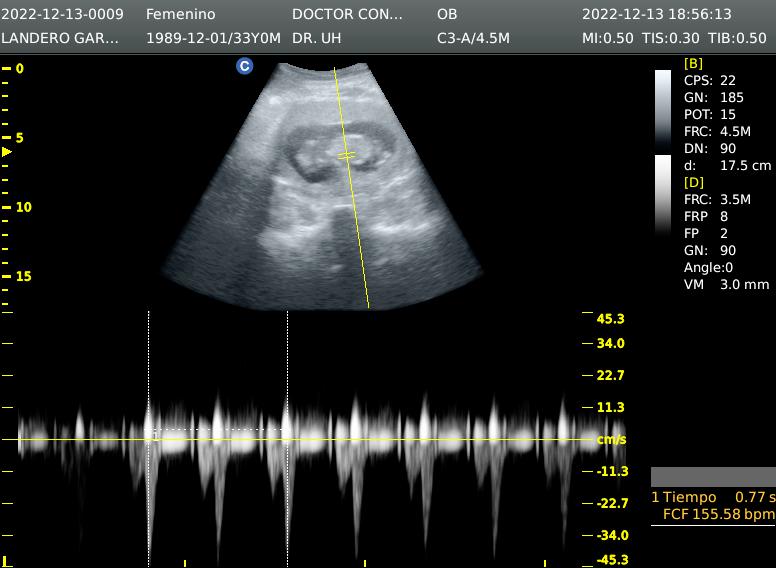 2022-12-13-0009 Femenino DOCTOR CON... OB 2022-12-13 18:56:13
LANDERO GAR... 1989-12-01/33Y0M DR. UH C3-A/4.5M MI:0.50 TIS:0.30 TIB:0.50
C
0
5
10
15
[B]
CPS: 22
GN: 185
POT: 15
FRC: 4.5M
DN: 90
d: 17.5 cm
[D]
FRC: 3.5M
FRP 8
FP 2
GN: 90
Angle:0
VM 3.0 mm
45.3
34.0
22.7
11.3
cm/s
-11.3
-22.7
-34.0
-45.3
1
1 Tiempo 0.77 s
FCF 155.58 bpm